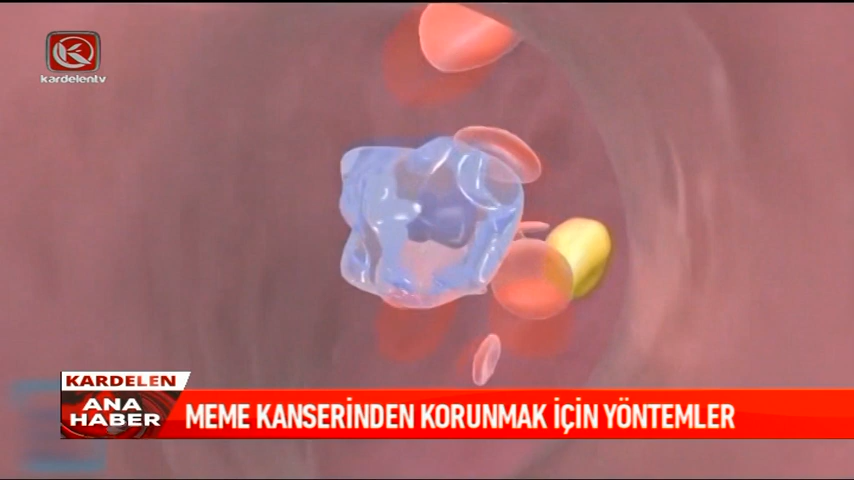 kardelentv
KARDELEN
ANA
HABER
MEME KANSERİNDEN KORUNMAK İÇİN YÖNTEMLER